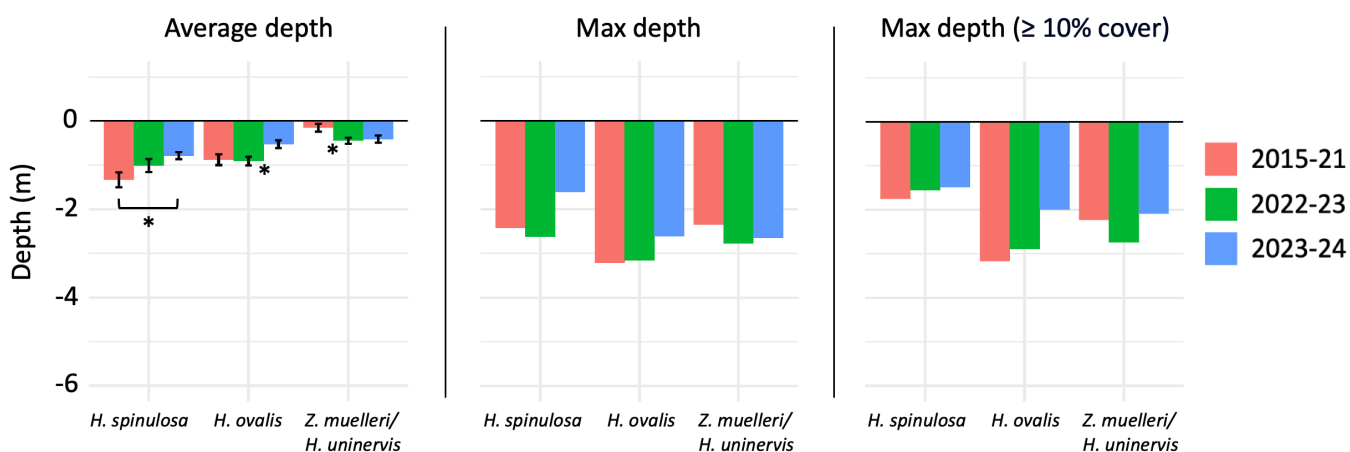 Average depth
Max depth
Max depth (≥ 10% cover)
Depth (m)
0
-2
-4
-6
*
*
*
H. spinulosa
H. ovalis
Z. muelleri/
H. uninervis
H. spinulosa
H. ovalis
Z. muelleri/
H. uninervis
H. spinulosa
H. ovalis
Z. muelleri/
H. uninervis
2015-21
2022-23
2023-24